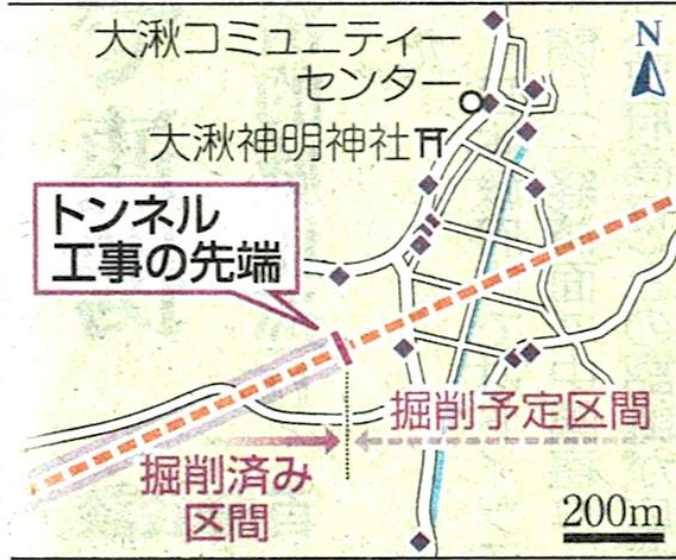 大湫コミュニティー
センター
大湫神明神社
N
トンネル
工事の先端
掘削予定区間
掘削済み
区間
200m